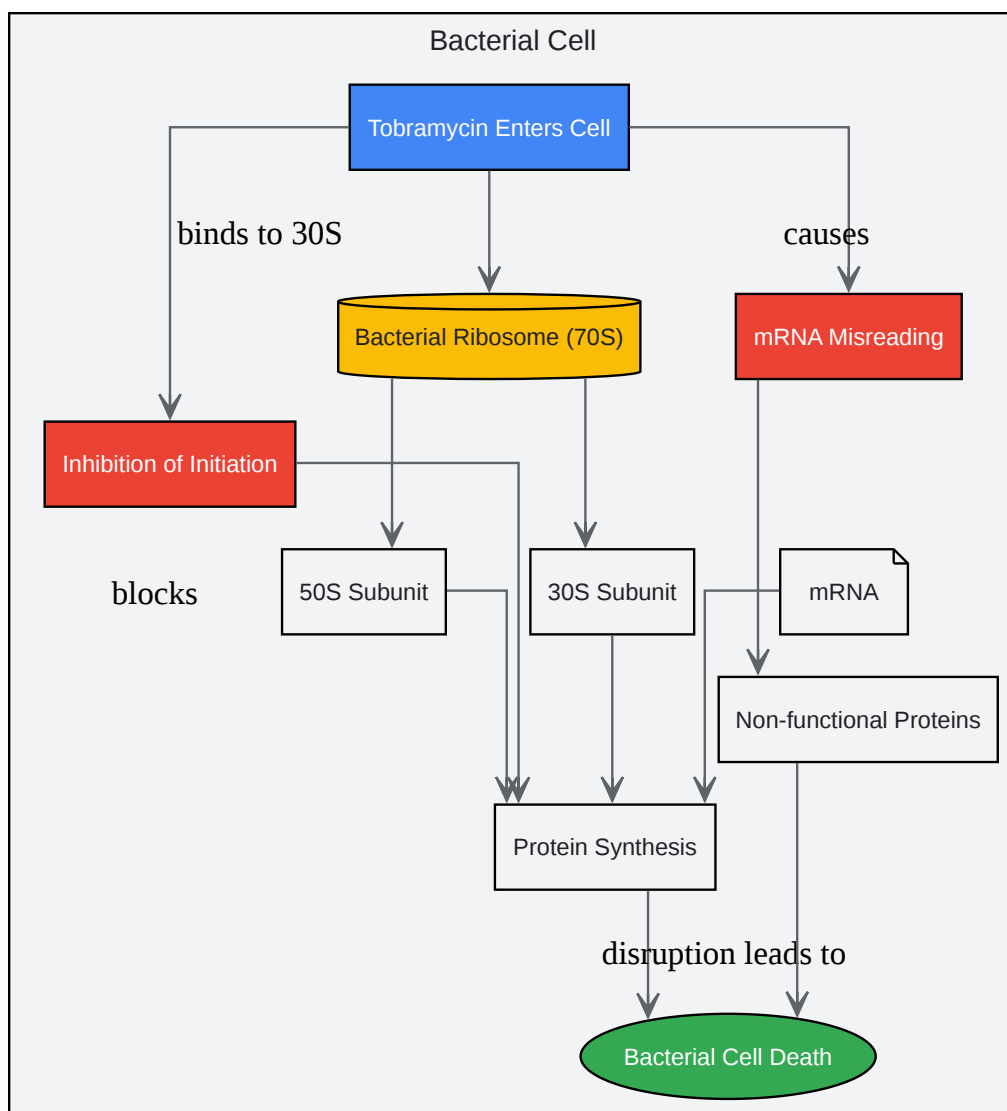 Bacterial Cell
Tobramycin Enters Cell
binds to 30S
causes
Bacterial Ribosome (70S)
mRNA Misreading
Inhibition of Initiation
blocks
50S Subunit
30S Subunit
mRNA
Non-functional Proteins
Protein Synthesis
disruption leads to
Bacterial Cell Death